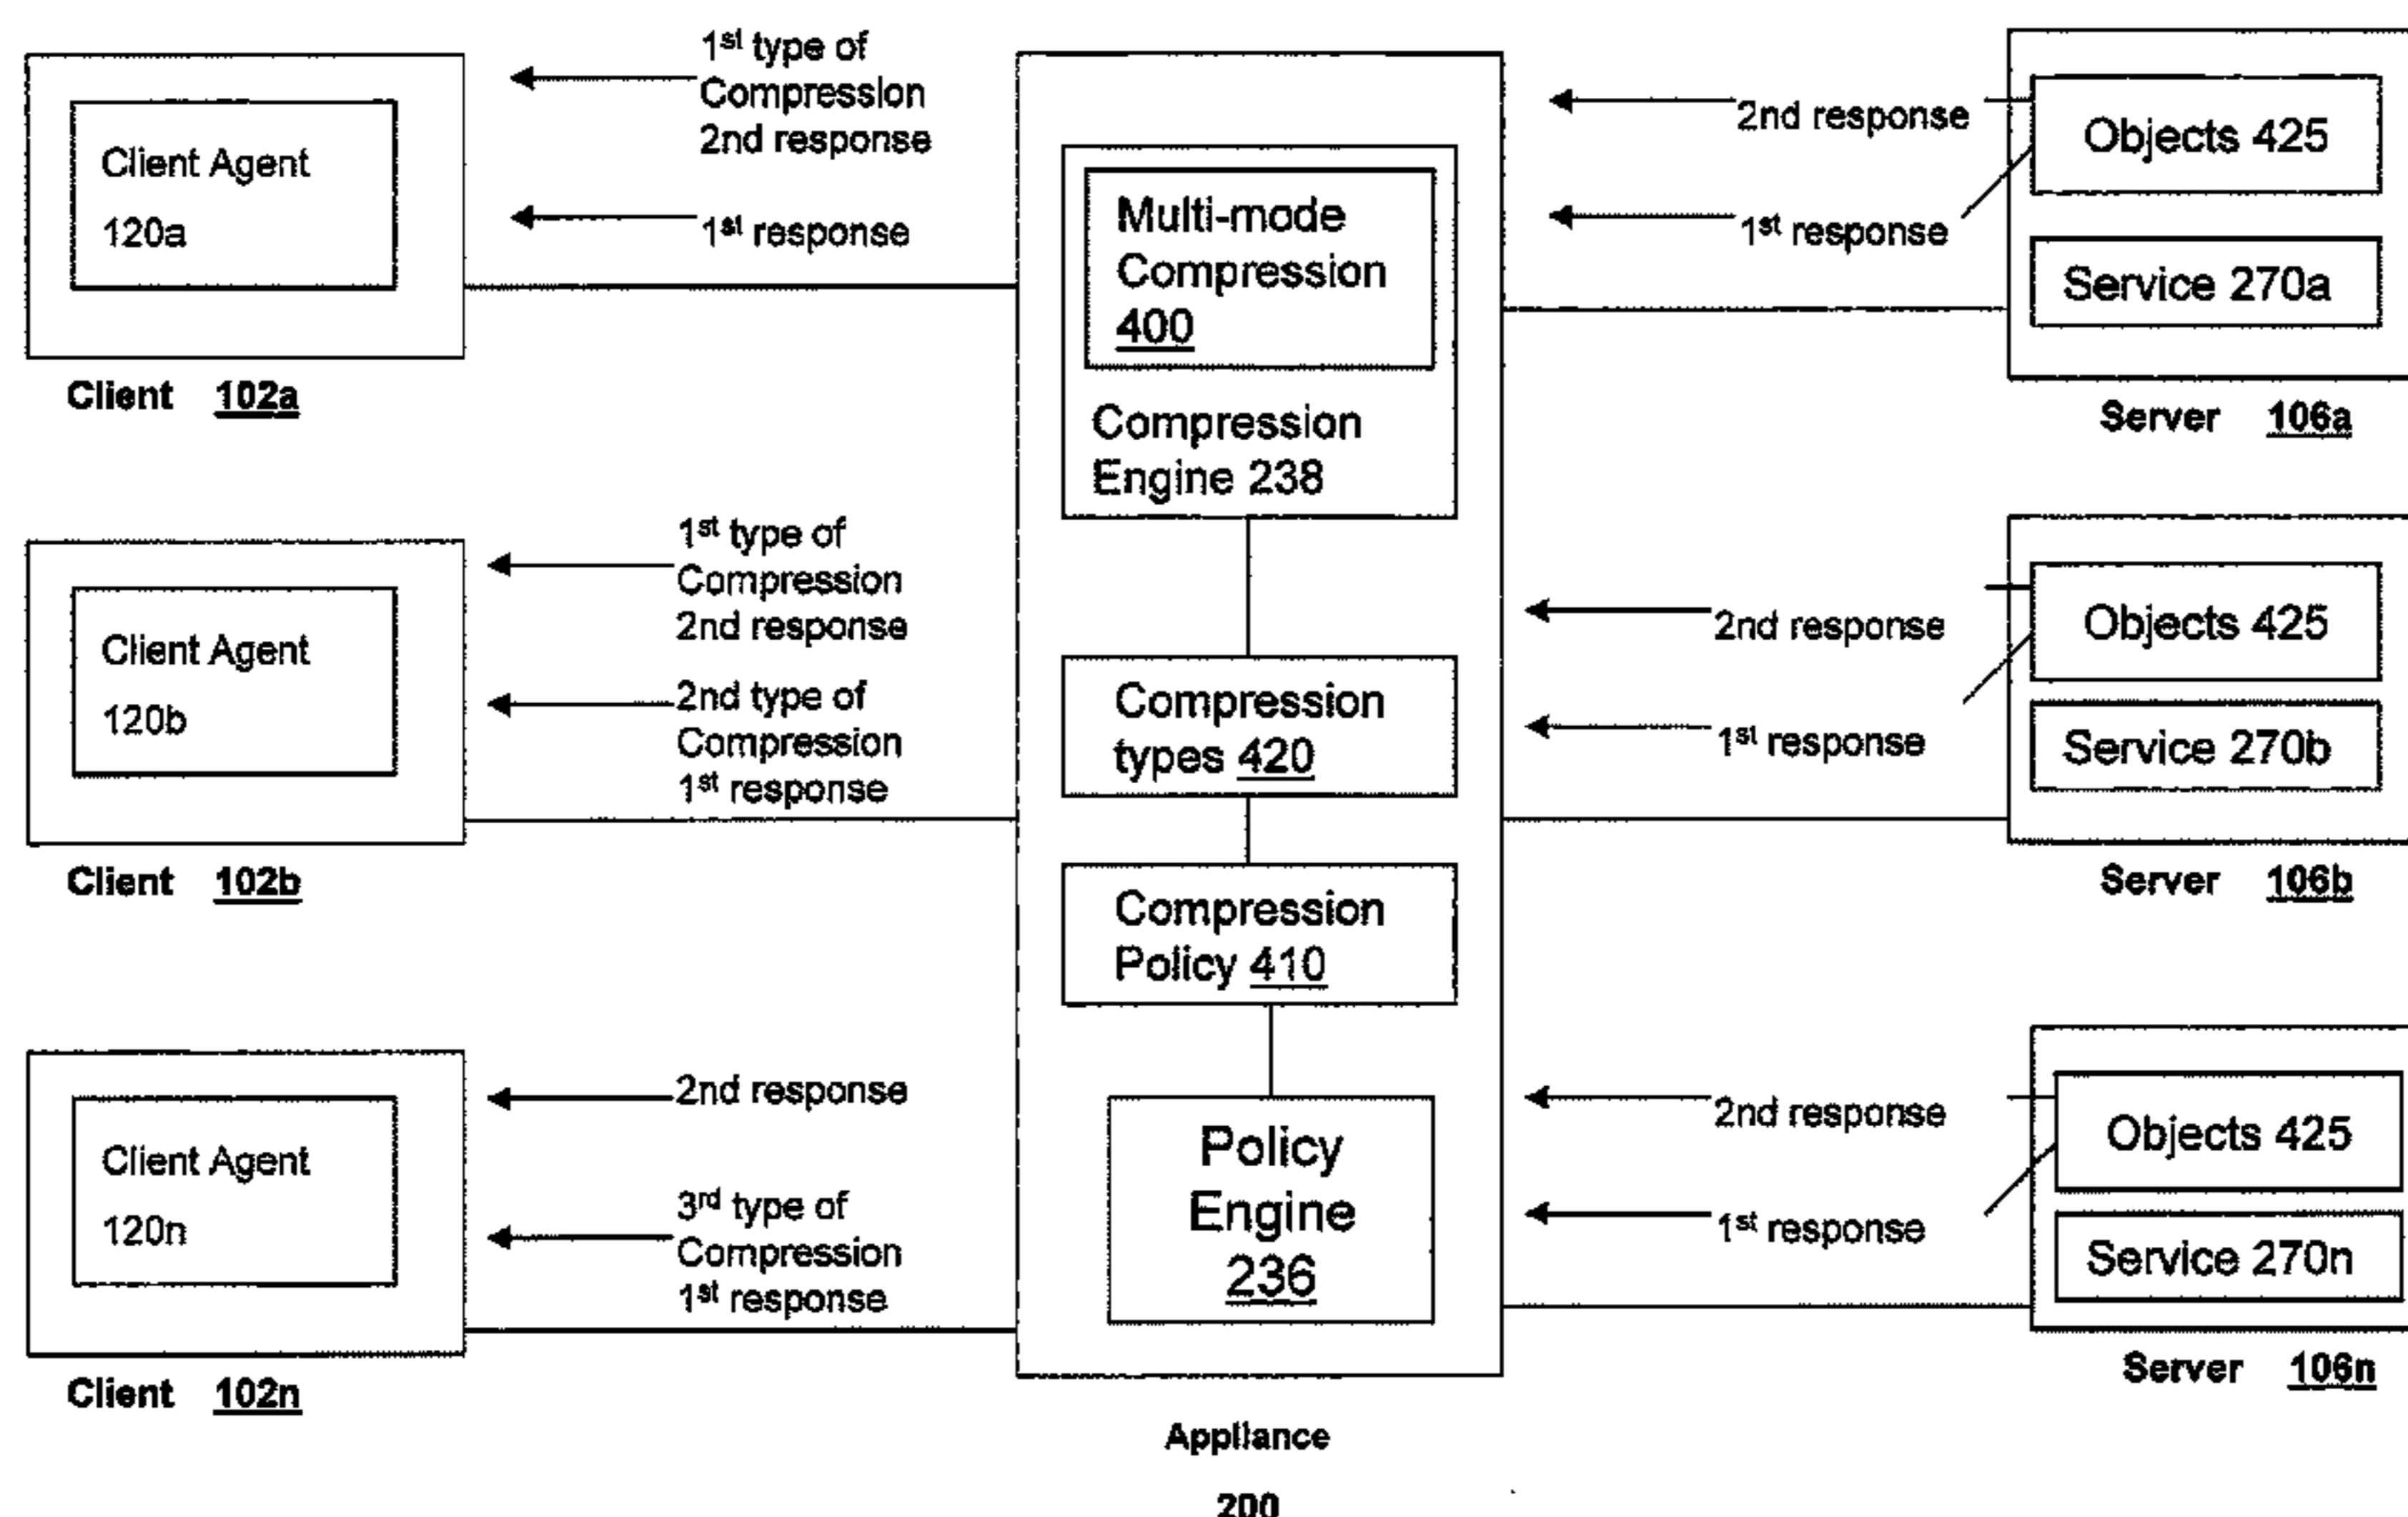 1st type of
Compression
2nd response
1st response
Client Agent
120a
Client 102a
1st type of
Compression
2nd response
2nd type of
Compression
1st response
Client Agent
120b
Client 102b
2nd response
3rd type of
Compression
1st response
Client Agent
120n
Client 102n
Multi-mode
Compression
400
Compression
Engine 238
Compression
types 420
Compression
Policy 410
Policy
Engine
236
Appliance
200
2nd response
1st response
Objects 425
Service 270a
Server 106a
2nd response
1st response
Objects 425
Service 270b
Server 106b
2nd response
1st response
Objects 425
Service 270n
Server 106n